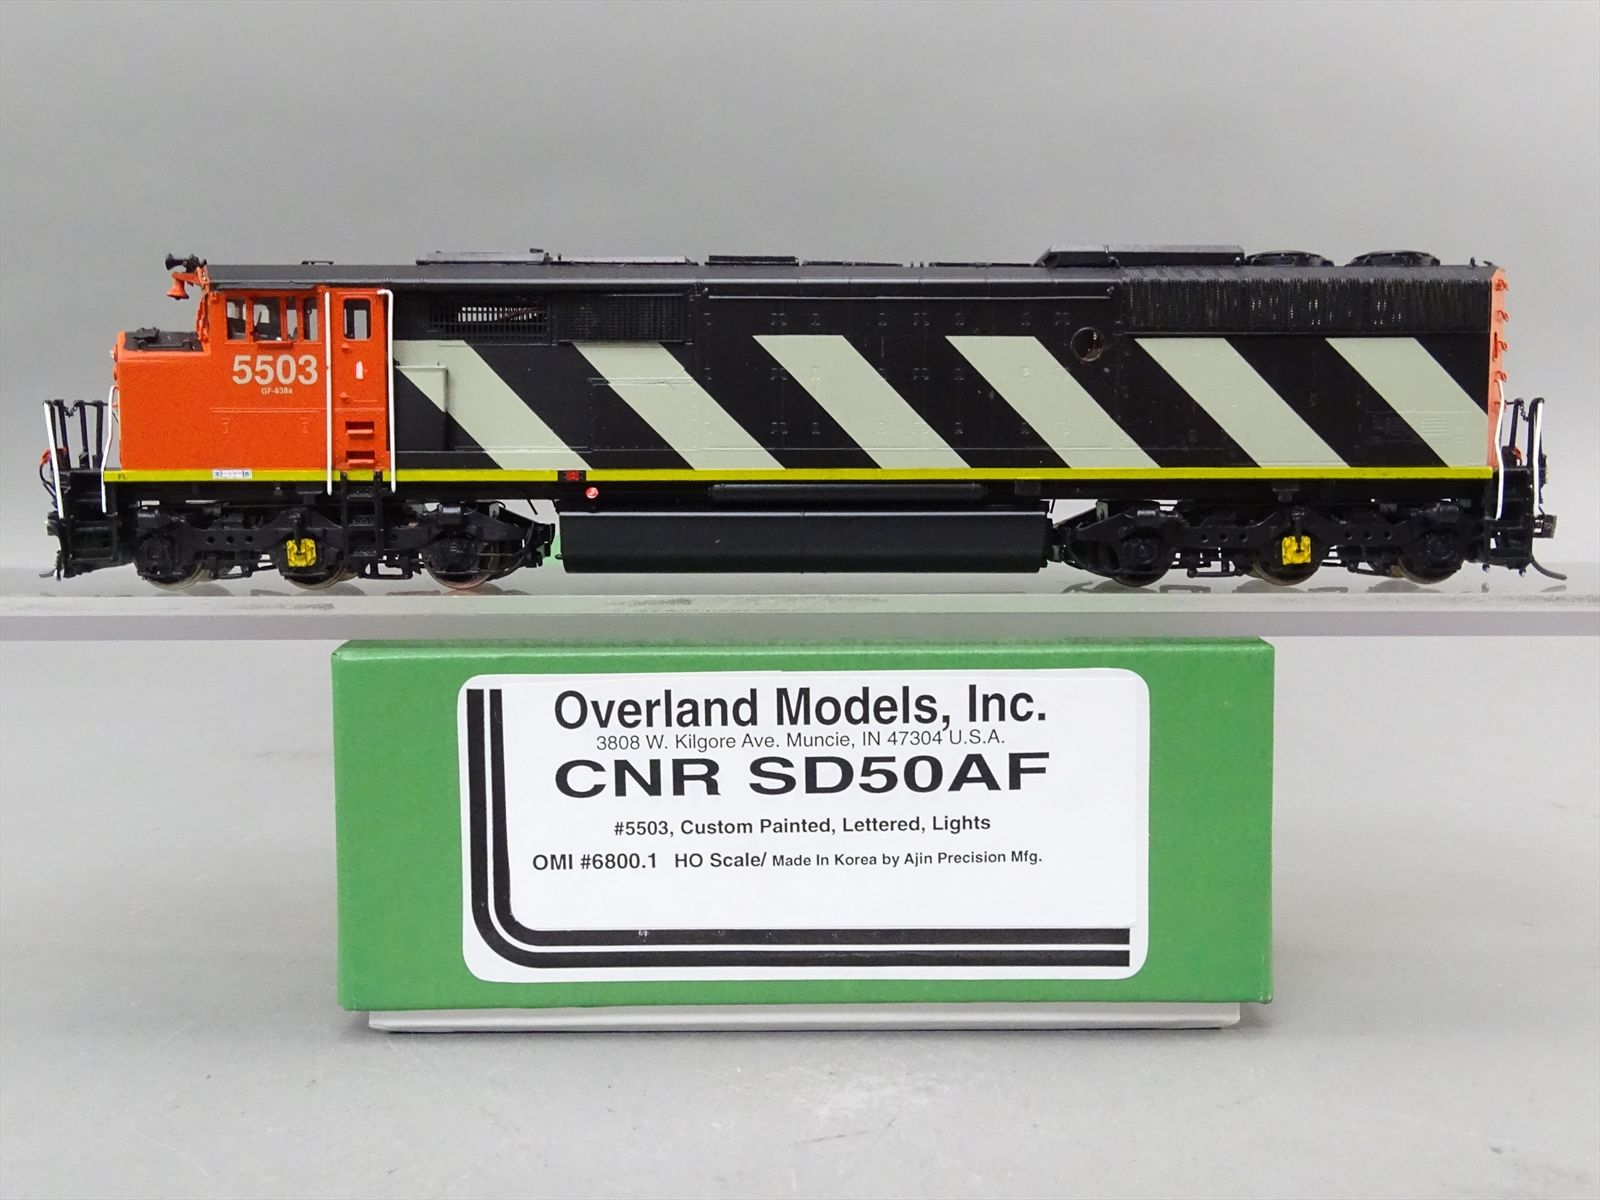 5503
GF-638a
FL
Overland Models, Inc.
3808 W. Kilgore Ave. Muncie, IN 47304 U.S.A.
CNR SD50AF
#5503, Custom Painted, Lettered, Lights
OMI #6800.1 HO Scale/ Made In Korea by Ajin Precision Mfg.